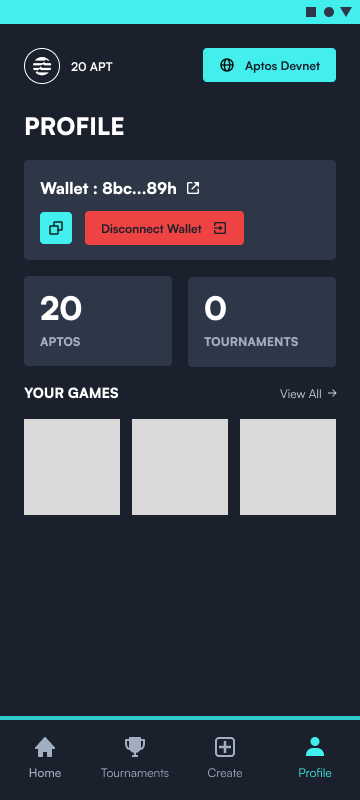 20 APT
Aptos Devnet
PROFILE
Wallet : 8bc...89h
Disconnect Wallet
20
APTOS
0
TOURNAMENTS
YOUR GAMES
View All →
Home
Tournaments
Create
Profile